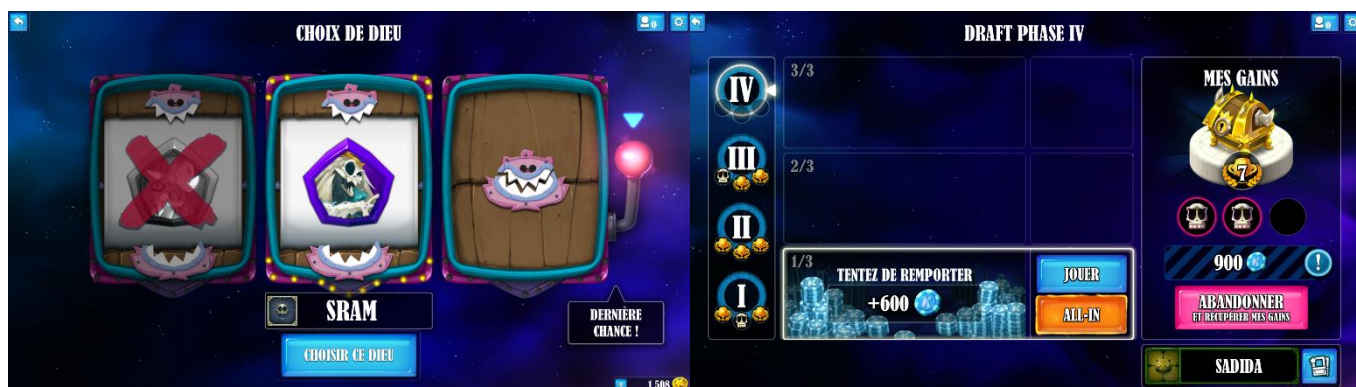 CHOIX DE DIEU
SRAM
CHOISIR CE DIEU
DERNIÈRE
CHANCE !
1 508
DRAFT PHASE IV
IV
III
II
I
3/3
2/3
1/3
TENTEZ DE REMPORTER
+600
JOUER
ALL-IN
MES GAINS
7
900
!
ABANDONNER
ET RÉCUPÉRER MES GAINS
SADIDA